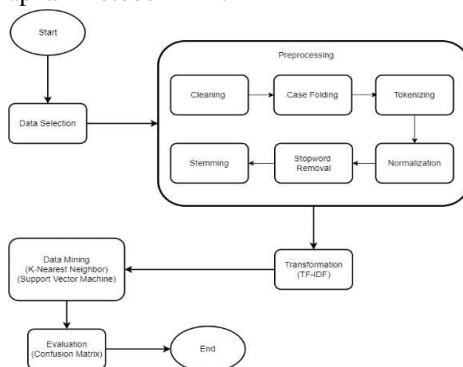 Start
Preprocessing
Cleaning
Case Folding
Tokenizing
Data Selection
Stemming
Stopword
Removal
Normalization
Data Mining
(K-Nearest Neighbor)
(Support Vector Machine)
Transformation
(TF-IDF)
Evaluation
(Confusion Matrix)
End